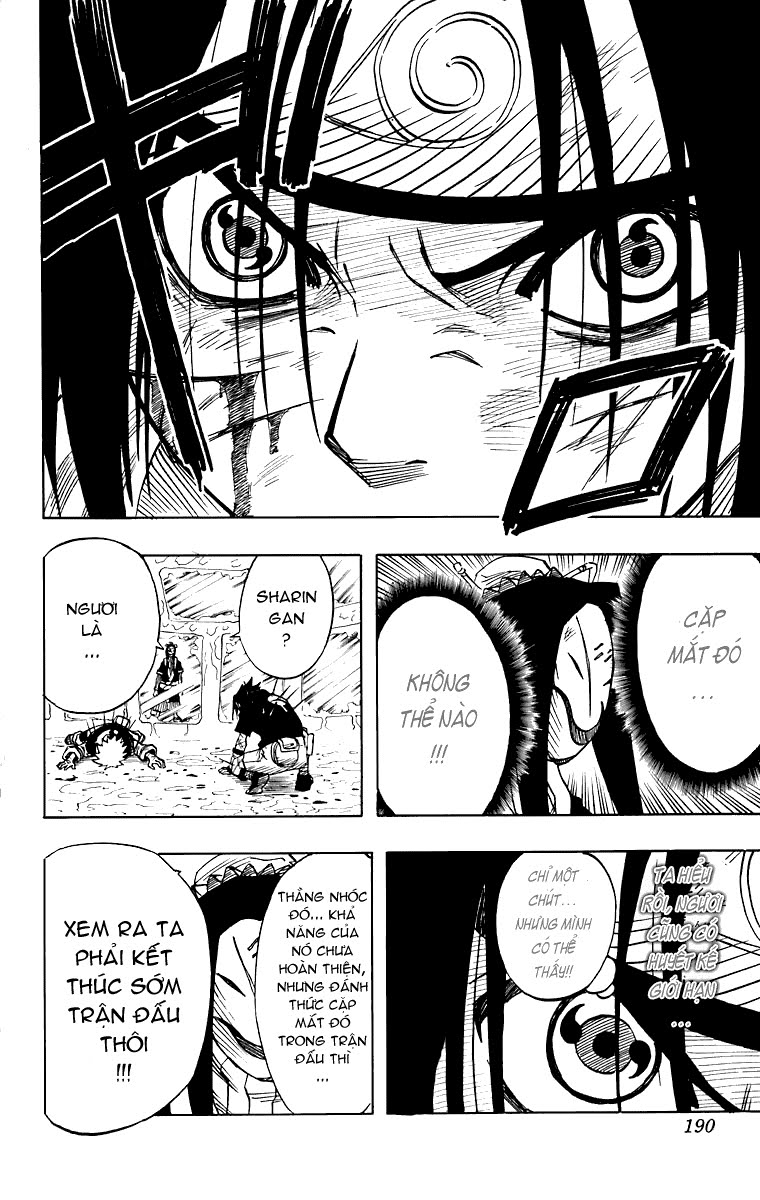 CẶP
MẮT ĐÓ
...
KHÔNG
THỂ NÀO
!!!
SHARIN
GAN
?
NGƯƠI
LÀ
...
TA HIỂU
RỒI, NGƯƠI
CŨNG CÓ
HUYẾT KẾ
GIỚI HẠN
...
CHỈ MỘT
CHÚT...
NHƯNG MÌNH
CÓ THỂ
THẤY!!
THẰNG NHÓC
ĐÓ... KHẢ
NĂNG CỦA
NÓ CHƯA
HOÀN THIỆN,
NHƯNG ĐÁNH
THỨC CẶP
MẮT ĐÓ
TRONG TRẬN
ĐẤU THÌ
...
XEM RA TA
PHẢI KẾT
THÚC SỚM
TRẬN ĐẤU
THÔI
!!!
190